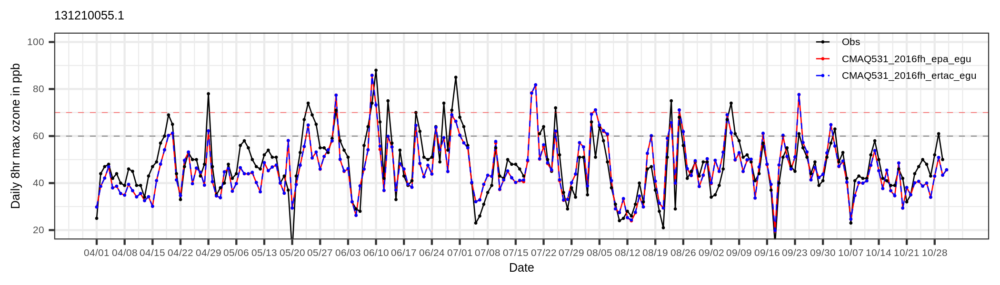 131210055.1
Daily 8hr max ozone in ppb
100
80
60
40
20
Obs
CMAQ531_2016fh_epa_egu
CMAQ531_2016fh_ertac_egu
04/01 04/08 04/15 04/22 04/29 05/06 05/13 05/20 05/27 06/03 06/10 06/17 06/24 07/01 07/08 07/15 07/22 07/29 08/05 08/12 08/19 08/26 09/02 09/09 09/16 09/23 09/30 10/07 10/14 10/21 10/28
Date